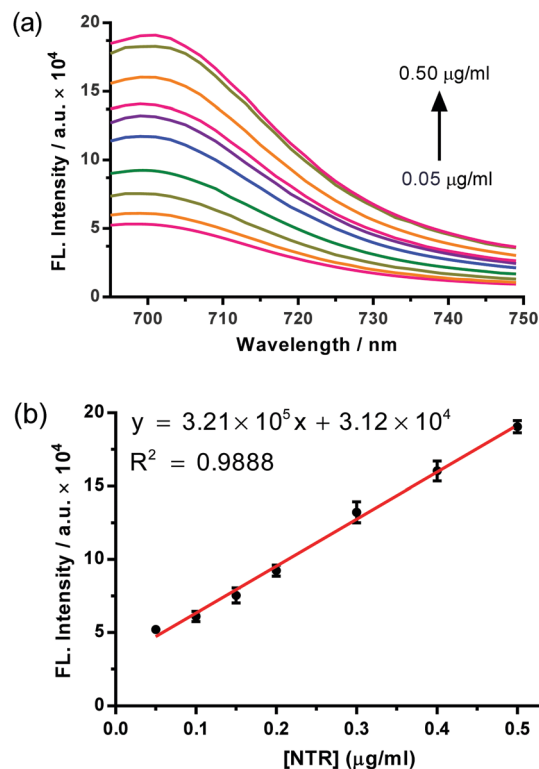 (a)
20
15
10
5
0
FL. Intensity / a.u. × 10⁴
0.50 µg/ml
0.05 µg/ml
700 710 720 730 740 750
Wavelength / nm
(b)
y = 3.21 × 10⁵ x + 3.12 × 10⁴
R² = 0.9888
20
15
10
5
0
FL. Intensity / a.u. × 10⁴
0.0 0.1 0.2 0.3 0.4 0.5
[NTR] (µg/ml)